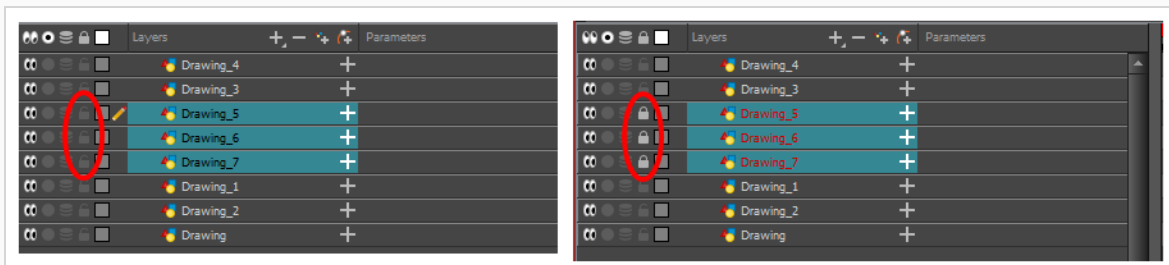 Layers Parameters
Drawing_4
Drawing_3
Drawing_5
Drawing_6
Drawing_7
Drawing_1
Drawing_2
Drawing
Layers Parameters
Drawing_4
Drawing_3
Drawing_5
Drawing_6
Drawing_7
Drawing_1
Drawing_2
Drawing